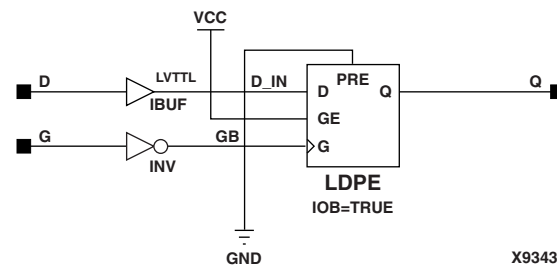 VCC
D
LVTTL
D_IN
PRE
Q
IBUF
D
Q
GE
G
GB
G
INV
LDPE
IOB=TRUE
GND
X9343